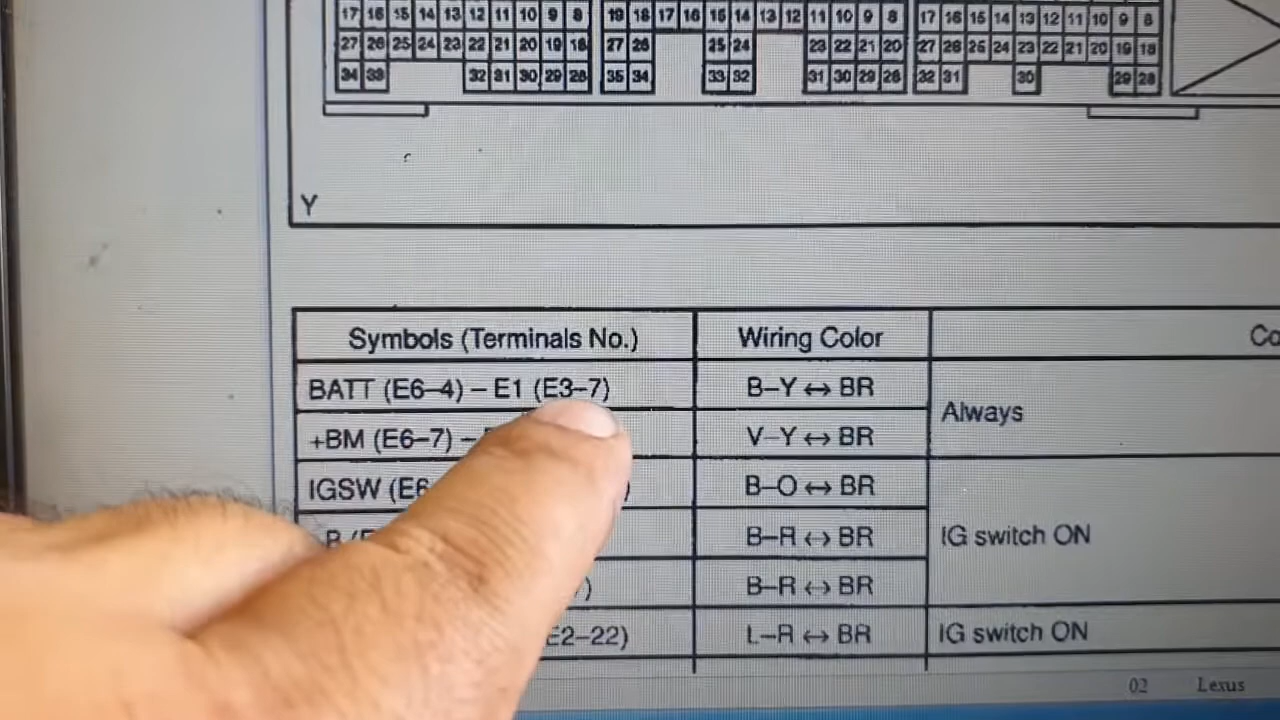 17 16 15 14 13 12 11 10 9 8 19 18 17 16 15 14 13 12 11 10 9 8 17 16 15 14 13 12 11 10 9 8
27 26 25 24 23 22 21 20 19 18 27 26 25 24 23 22 21 20 27 26 25 24 23 22 21 20 19 18
34 33 32 31 30 29 28 35 34 33 32 31 30 29 28 32 31 30 29 28
Y
Symbols (Terminals No.) Wiring Color
BATT (E6–4) – E1 (E3–7) B–Y ↔ BR Always
+BM (E6–7) – V–Y ↔ BR
IGSW (E6 B–O ↔ BR
B–R ↔ BR IG switch ON
) B–R ↔ BR
E2–22) L–R ↔ BR IG switch ON
02 Lexus